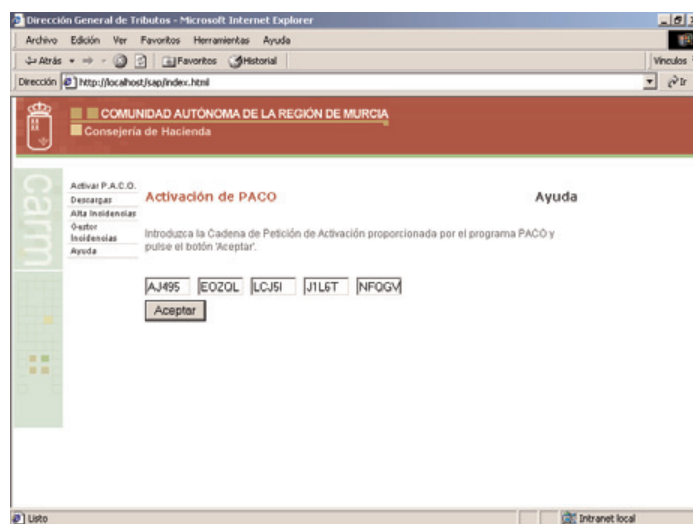 Dirección General de Tributos - Microsoft Internet Explorer
Archivo Edición Ver Favoritos Herramientas Ayuda
Atrás Favoritos Historial Vínculos
Dirección http://localhost/sap/index.html Ir
COMUNIDAD AUTÓNOMA DE LA REGIÓN DE MURCIA
Consejería de Hacienda
carm
Activar P.A.C.O.
Descargas
Alta Incidencias
Gestor
Incidencias
Ayuda
Activación de PACO Ayuda
Introduzca la Cadena de Petición de Activación proporcionada por el programa PACO y
pulse el botón 'Aceptar'.
AJ495 EOZQL LCJ5I J1L6T NFQGV
Aceptar
Listo Intranet local